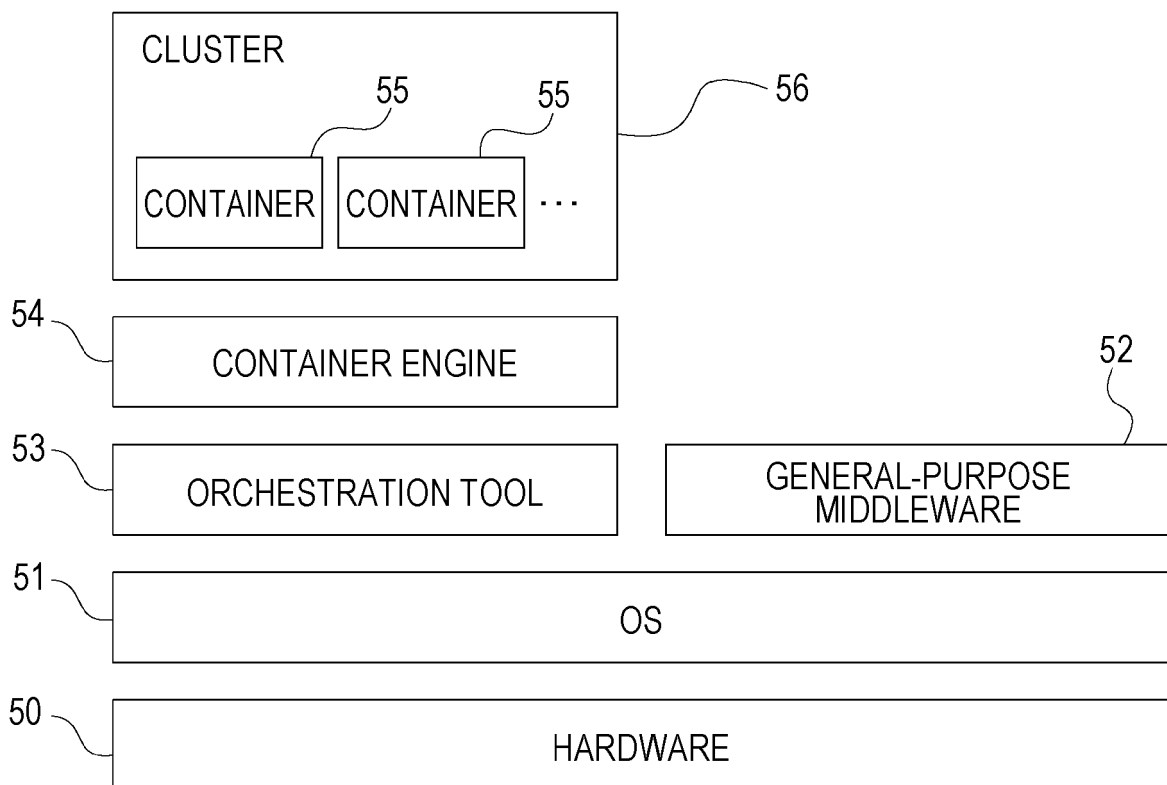 CLUSTER
55
55
56
CONTAINER
CONTAINER
...
54
CONTAINER ENGINE
52
53
ORCHESTRATION TOOL
GENERAL-PURPOSE
MIDDLEWARE
51
OS
50
HARDWARE